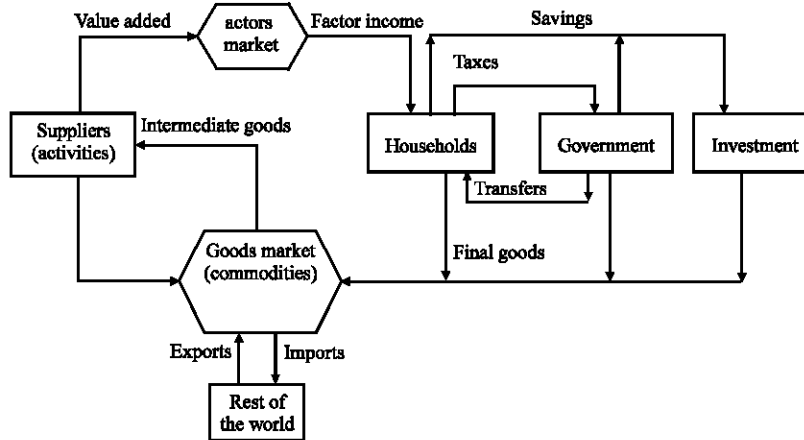 Value added
actors
market
Factor income
Savings
Taxes
Suppliers
(activities)
Intermediate goods
Households
Government
Investment
Transfers
Goods market
(commodities)
Final goods
Exports
Imports
Rest of
the world